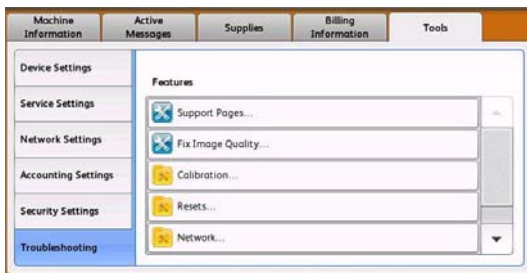 Machine Information
Active Messages
Supplies
Billing Information
Tools
Device Settings
Service Settings
Network Settings
Accounting Settings
Security Settings
Troubleshooting
Features
Support Pages...
Fix Image Quality...
Calibration...
Resets...
Network...